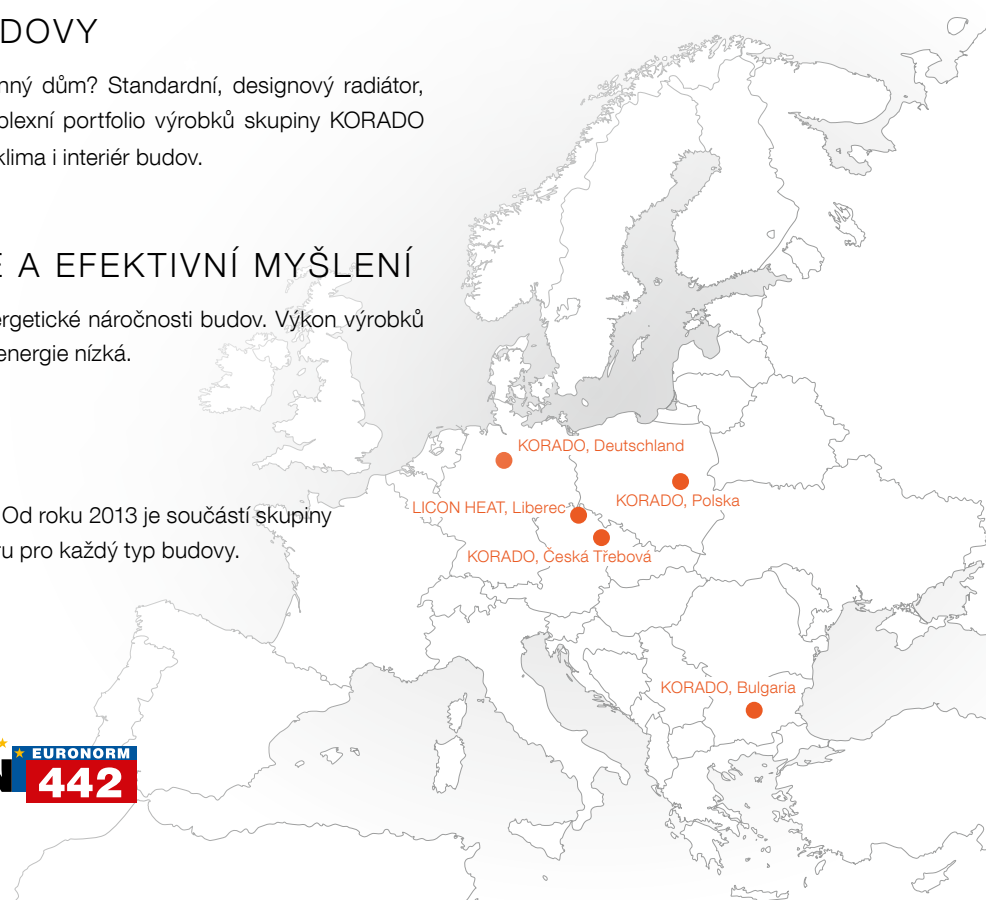 DOVY
nný dům? Standardní, designový radiátor,
plexní portfolio výrobků skupiny KORADO
klima i interiér budov.
E A EFEKTIVNÍ MYŠLENÍ
ergetické náročnosti budov. Výkon výrobků
energie nízká.
Od roku 2013 je součástí skupiny
ru pro každý typ budovy.
KORADO, Deutschland
KORADO, Polska
LICON HEAT, Liberec
KORADO, Česká Třebová
KORADO, Bulgaria
N EURONORM
442